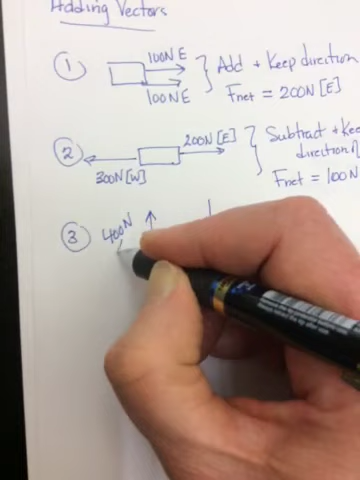 Adding Vectors
1 100N E } Add + Keep direction
100N E Fnet = 200N [E]
2 200N [E] } Subtract + Kee
300N [W] direction
Fnet = 100N
3 400N